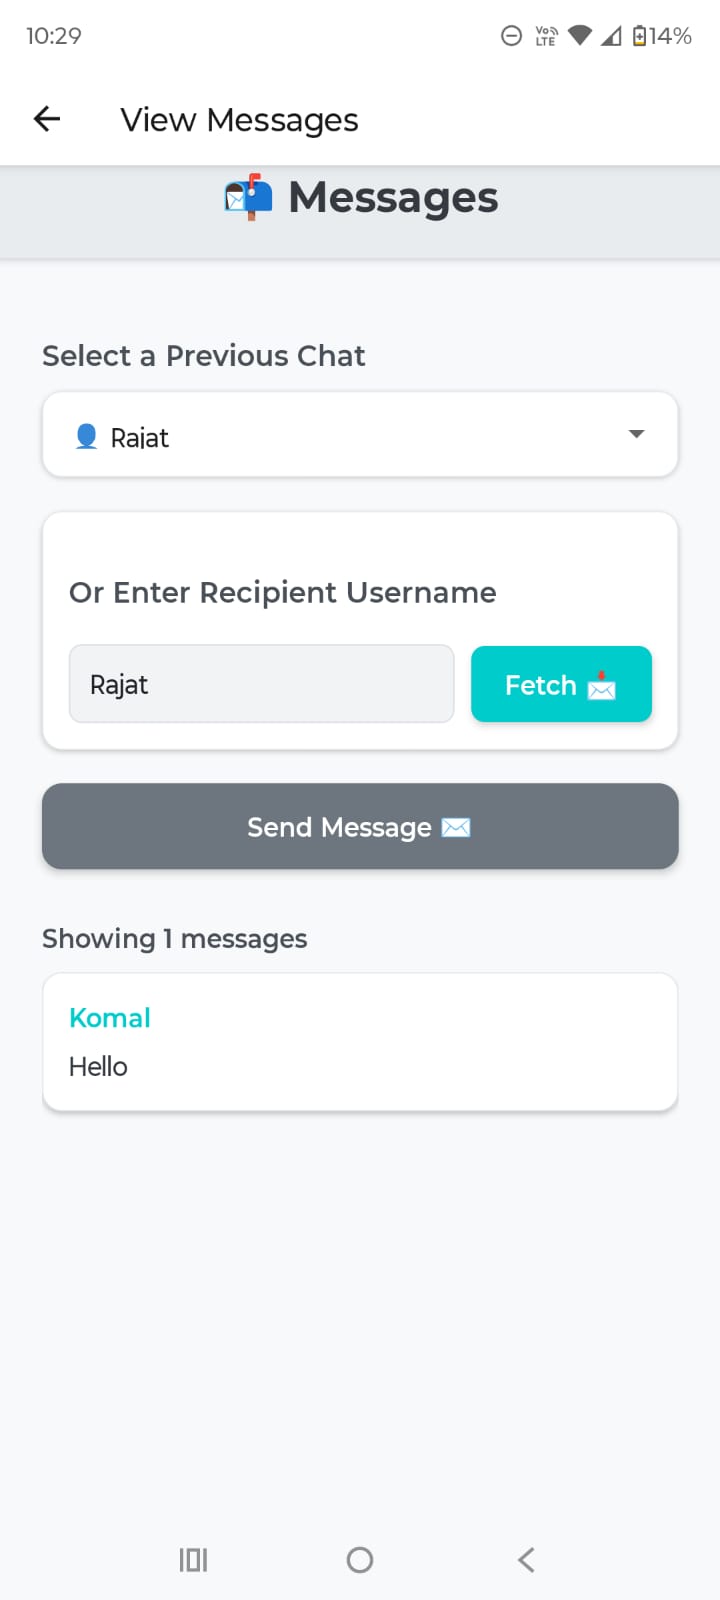 10:29 Vo)) LTE 14%
View Messages
Messages
Select a Previous Chat
Rajat
Or Enter Recipient Username
Rajat Fetch
Send Message
Showing 1 messages
Komal
Hello